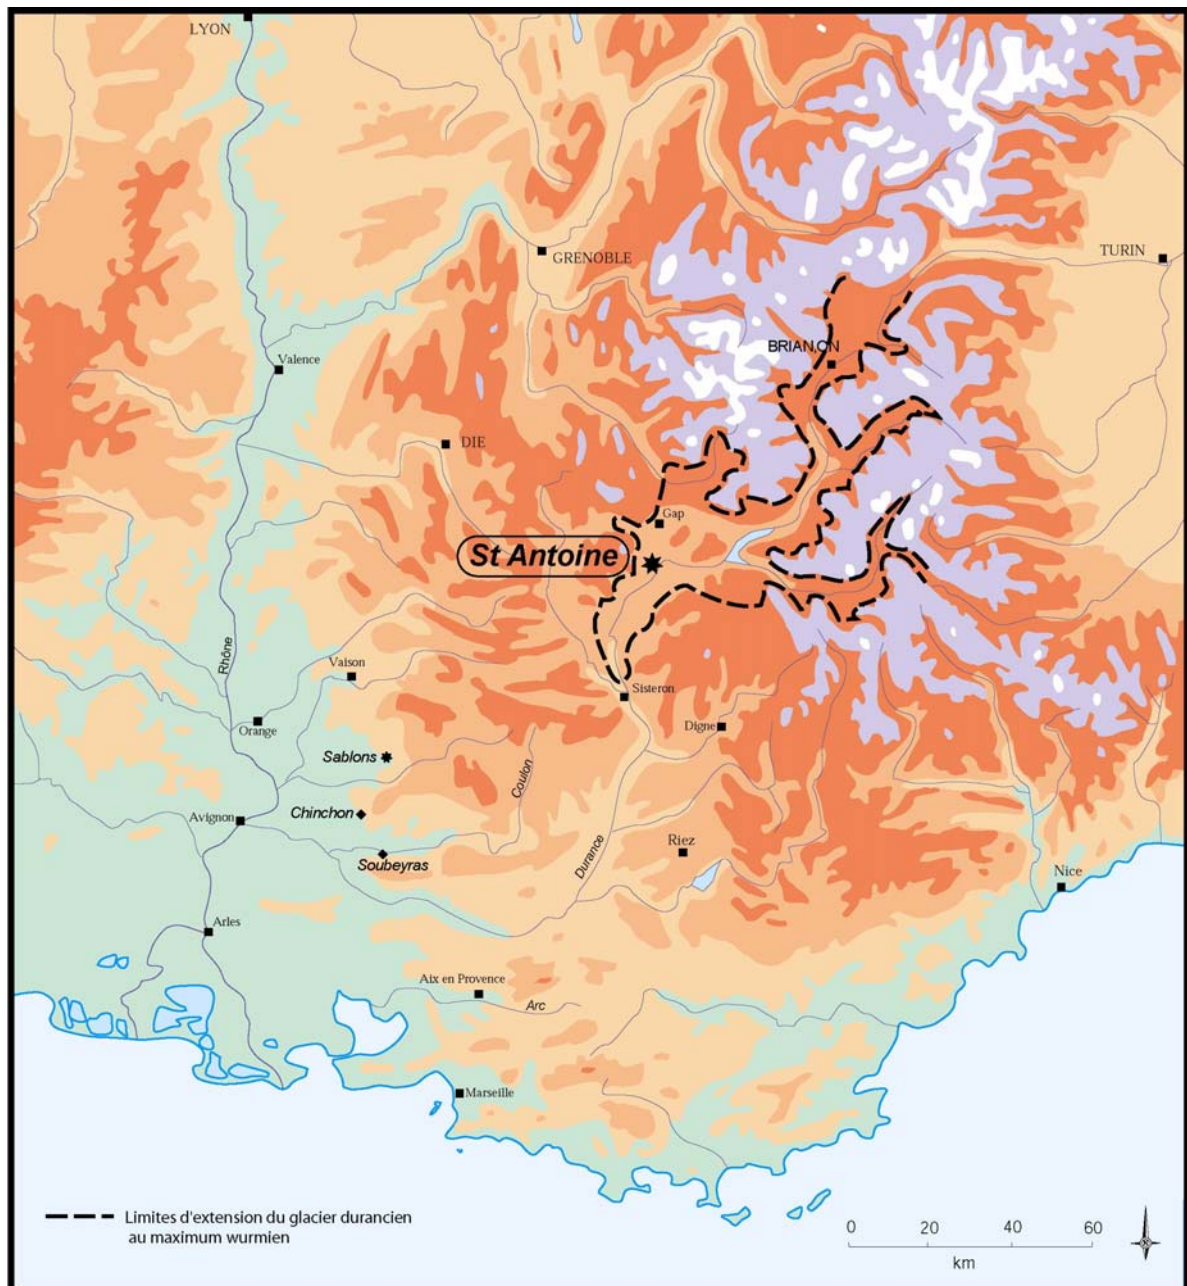 LYON
GRENOBLE
TURIN
BRIAN,ON
Valence
DIE
Gap
St Antoine
Rhône
Vaison
Sisteron
Orange
Digne
Sablons
Coulon
Chinchon
Avignon
Durance
Riez
Soubeyras
Nice
Arles
Aix en Provence
Arc
Marseille
Limites d'extension du glacier durancien
au maximum wurmien
0 20 40 60
km